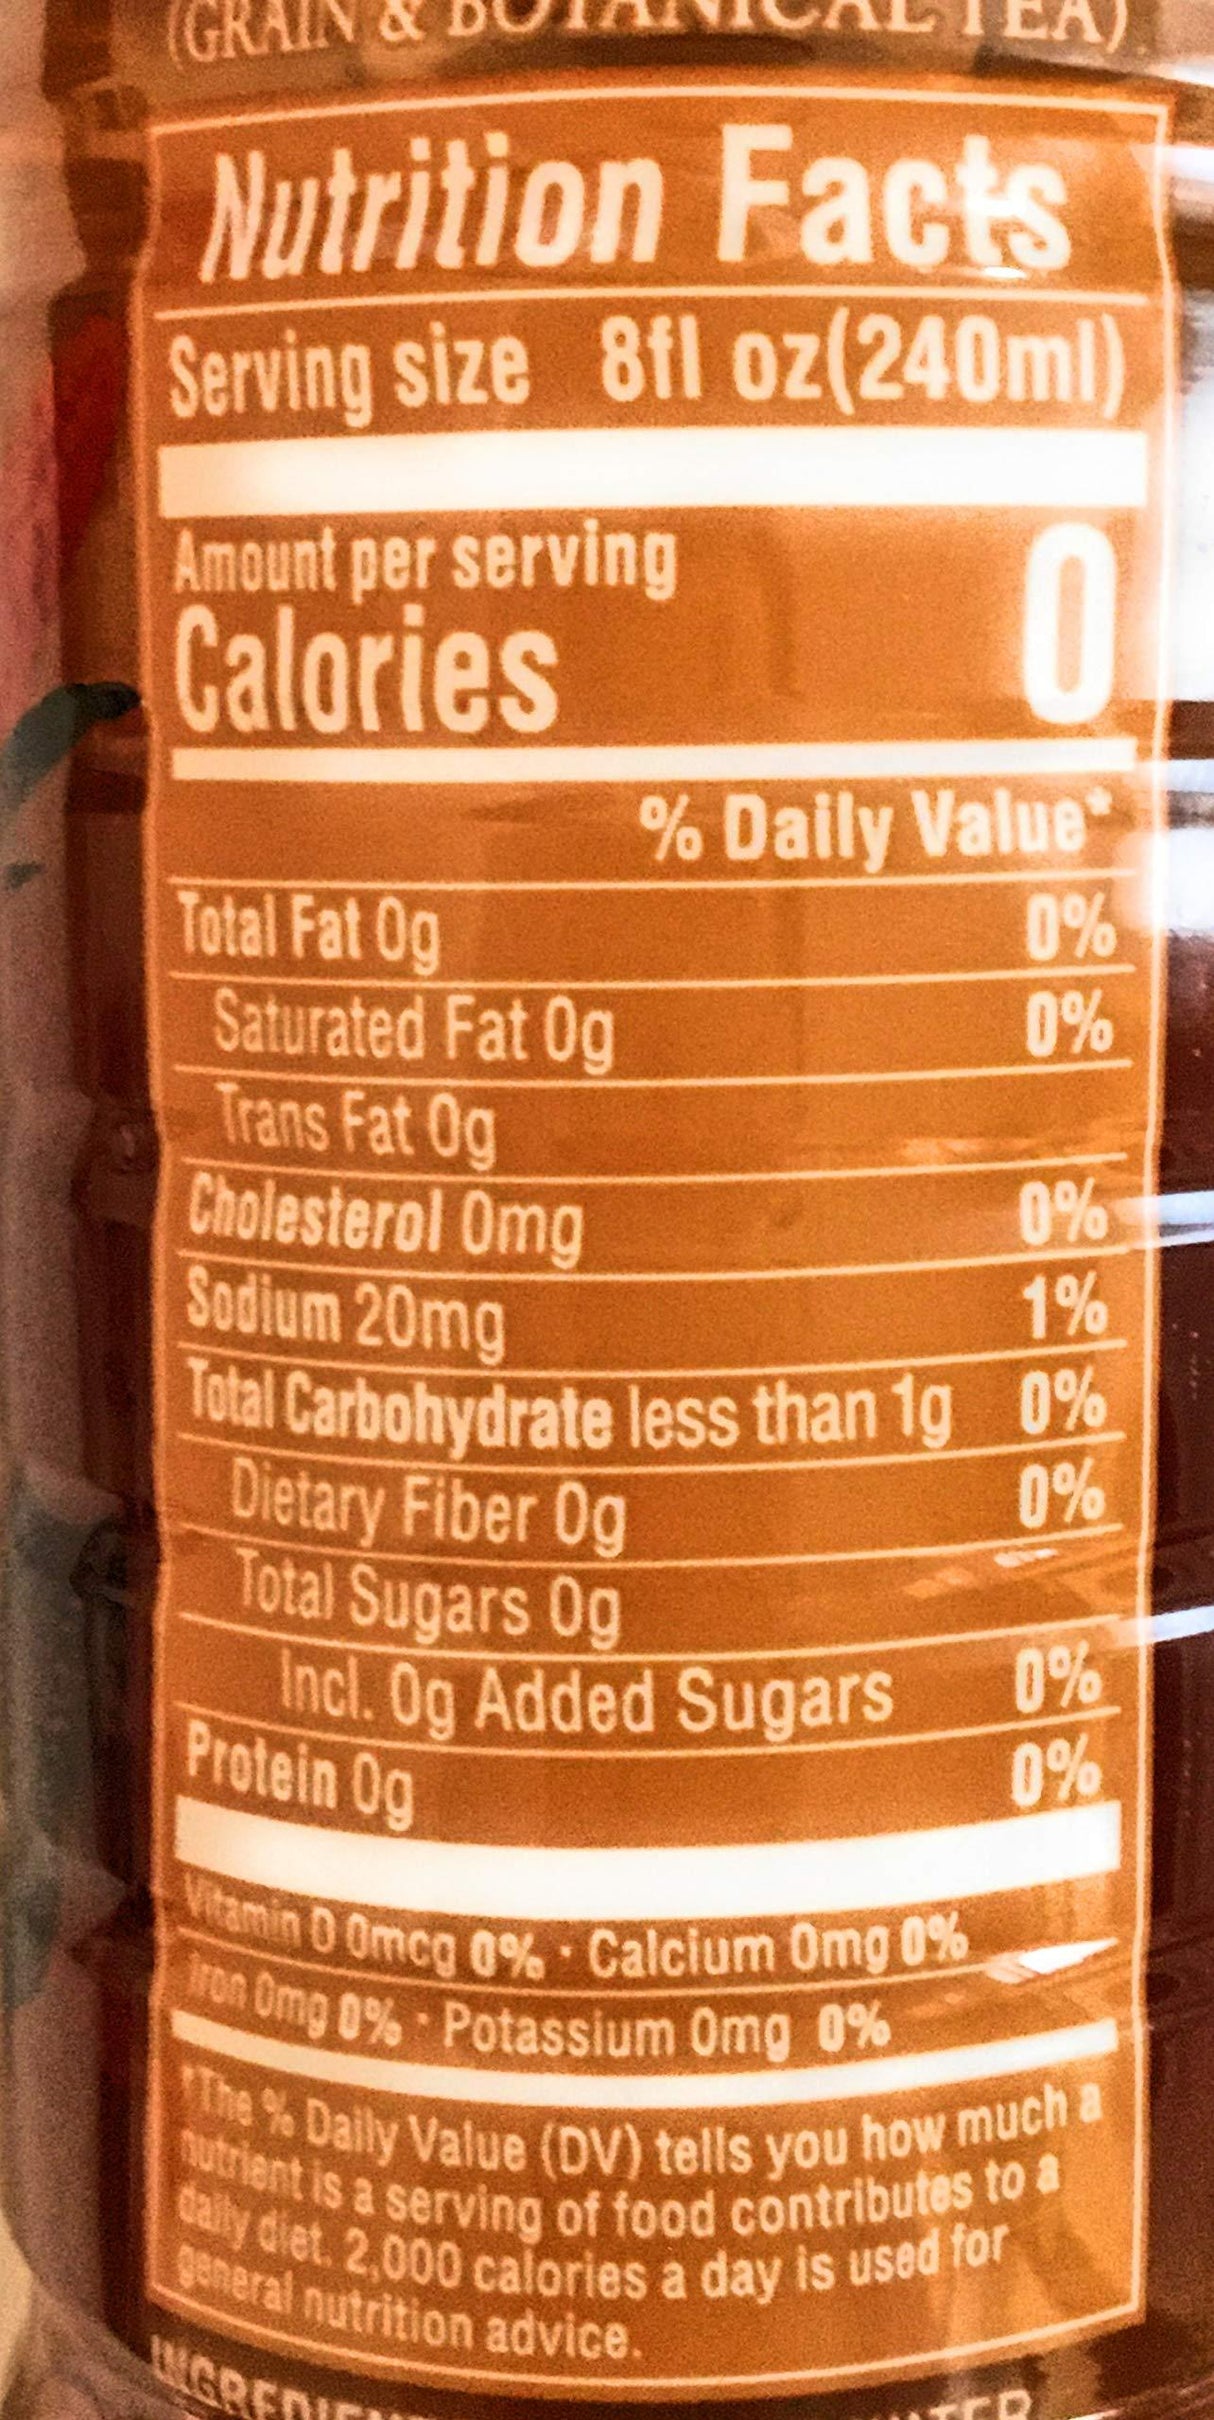 (GRAIN & BOTANICAL TEA)
Nutrition Facts
Serving size 8fl oz(240ml)
Amount per serving
Calories 0
% Daily Value*
Total Fat 0g 0%
Saturated Fat 0g 0%
Trans Fat 0g
Cholesterol 0mg 0%
Sodium 20mg 1%
Total Carbohydrate less than 1g 0%
Dietary Fiber 0g 0%
Total Sugars 0g
Incl. 0g Added Sugars 0%
Protein 0g 0%
Vitamin D 0mcg 0% · Calcium 0mg 0%
Iron 0mg 0% · Potassium 0mg 0%
*The % Daily Value (DV) tells you how much a
nutrient is a serving of food contributes to a
daily diet. 2,000 calories a day is used for
general nutrition advice.